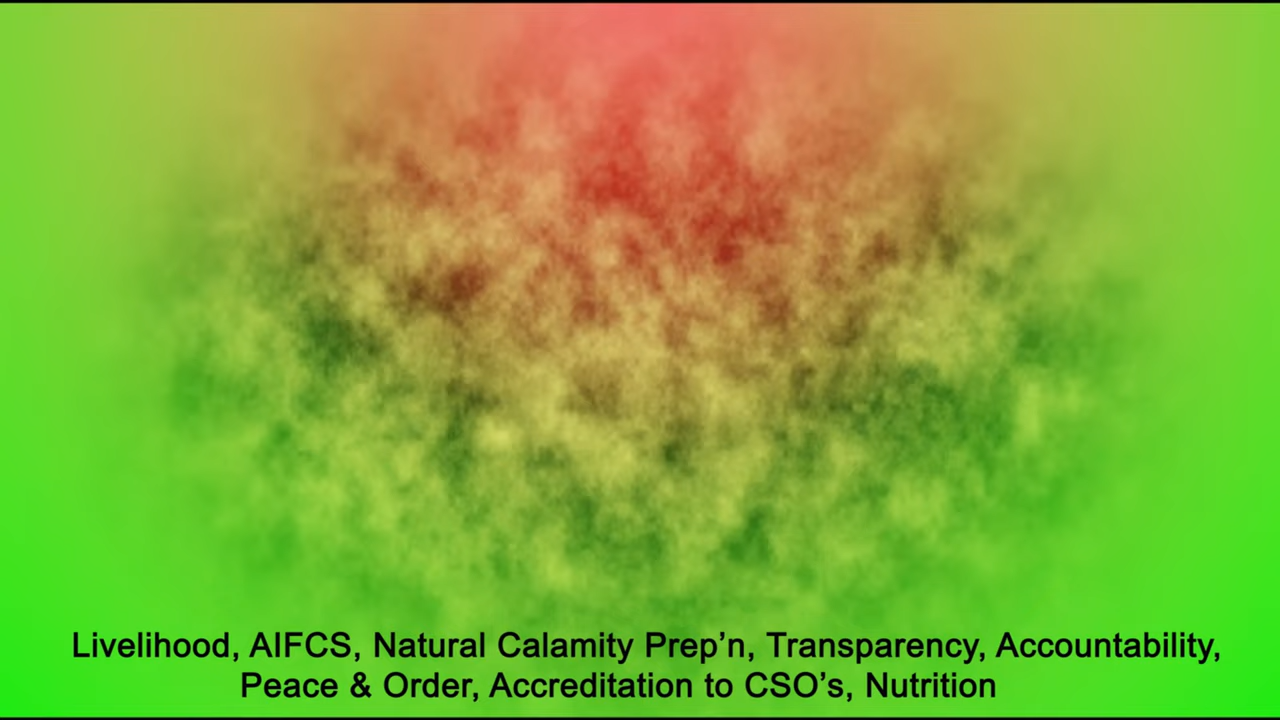 Livelihood, AIFCS, Natural Calamity Prep’n, Transparency, Accountability,
Peace & Order, Accreditation to CSO’s, Nutrition